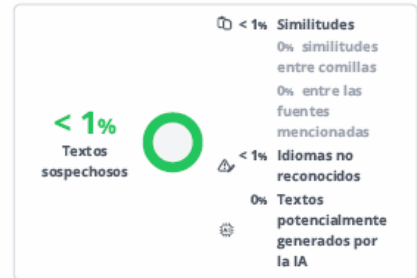 < 1%
Textos
sospechosos
< 1% Similitudes
0% similitudes
entre comillas
0% entre las
fuentes
mencionadas
< 1% Idiomas no
reconocidos
0% Textos
potencialmente
generados por
la IA